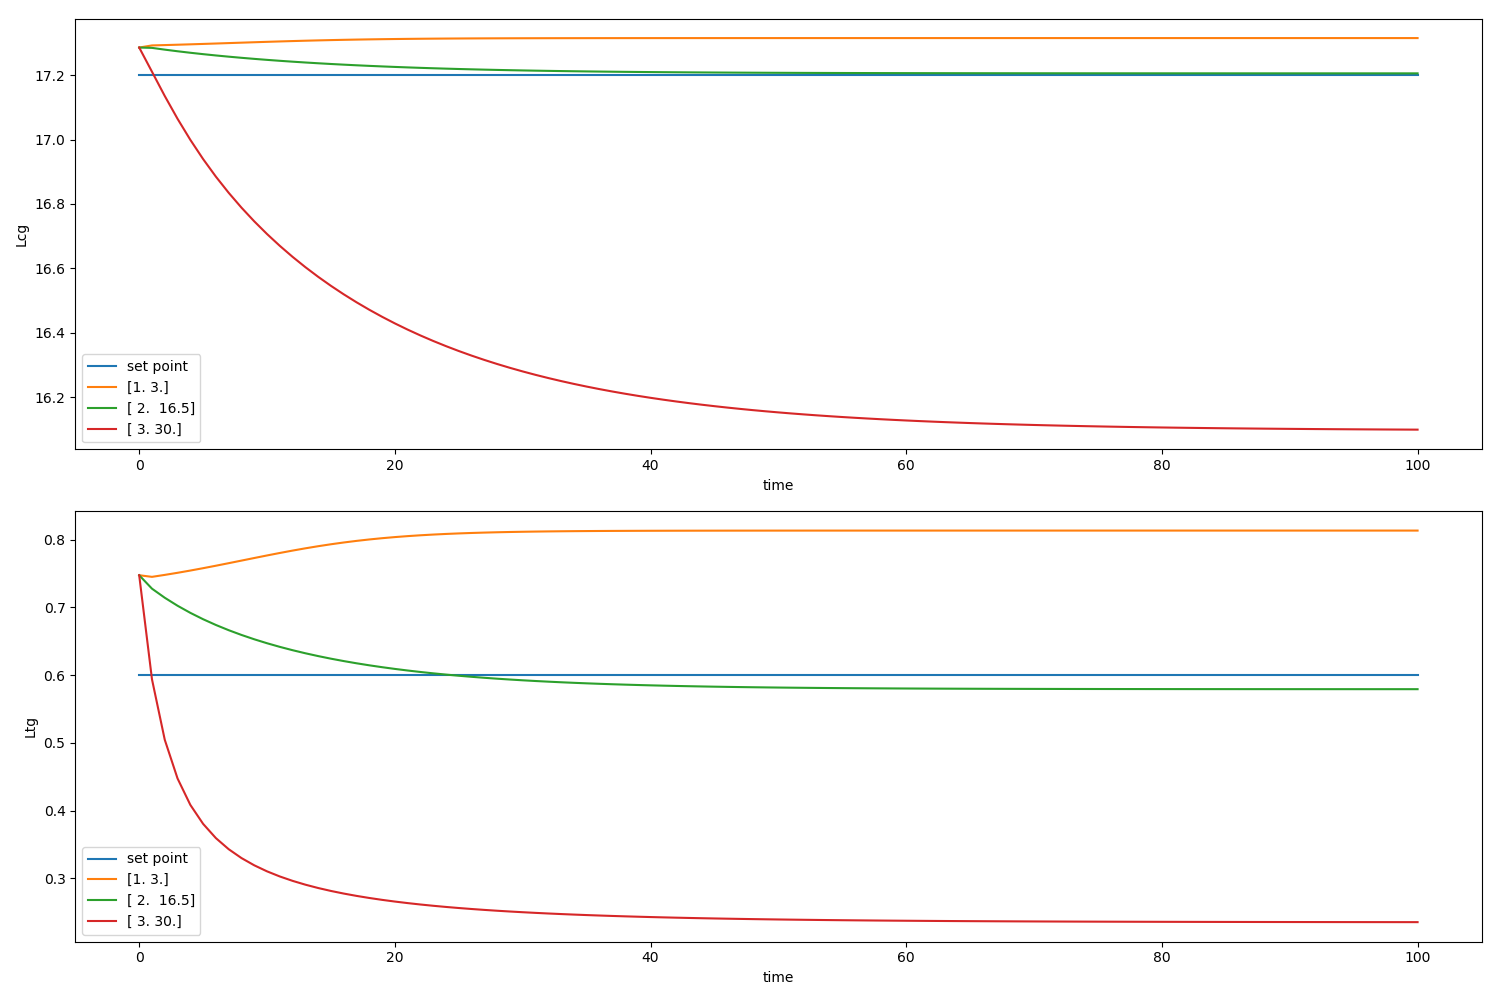 17.2
17.0
16.8
16.6
16.4
16.2
Lcg
set point
[1. 3.]
[ 2.  16.5]
[ 3. 30.]
0 20 40 60 80 100
time
0.8
0.7
0.6
0.5
0.4
0.3
Ltg
set point
[1. 3.]
[ 2.  16.5]
[ 3. 30.]
0 20 40 60 80 100
time